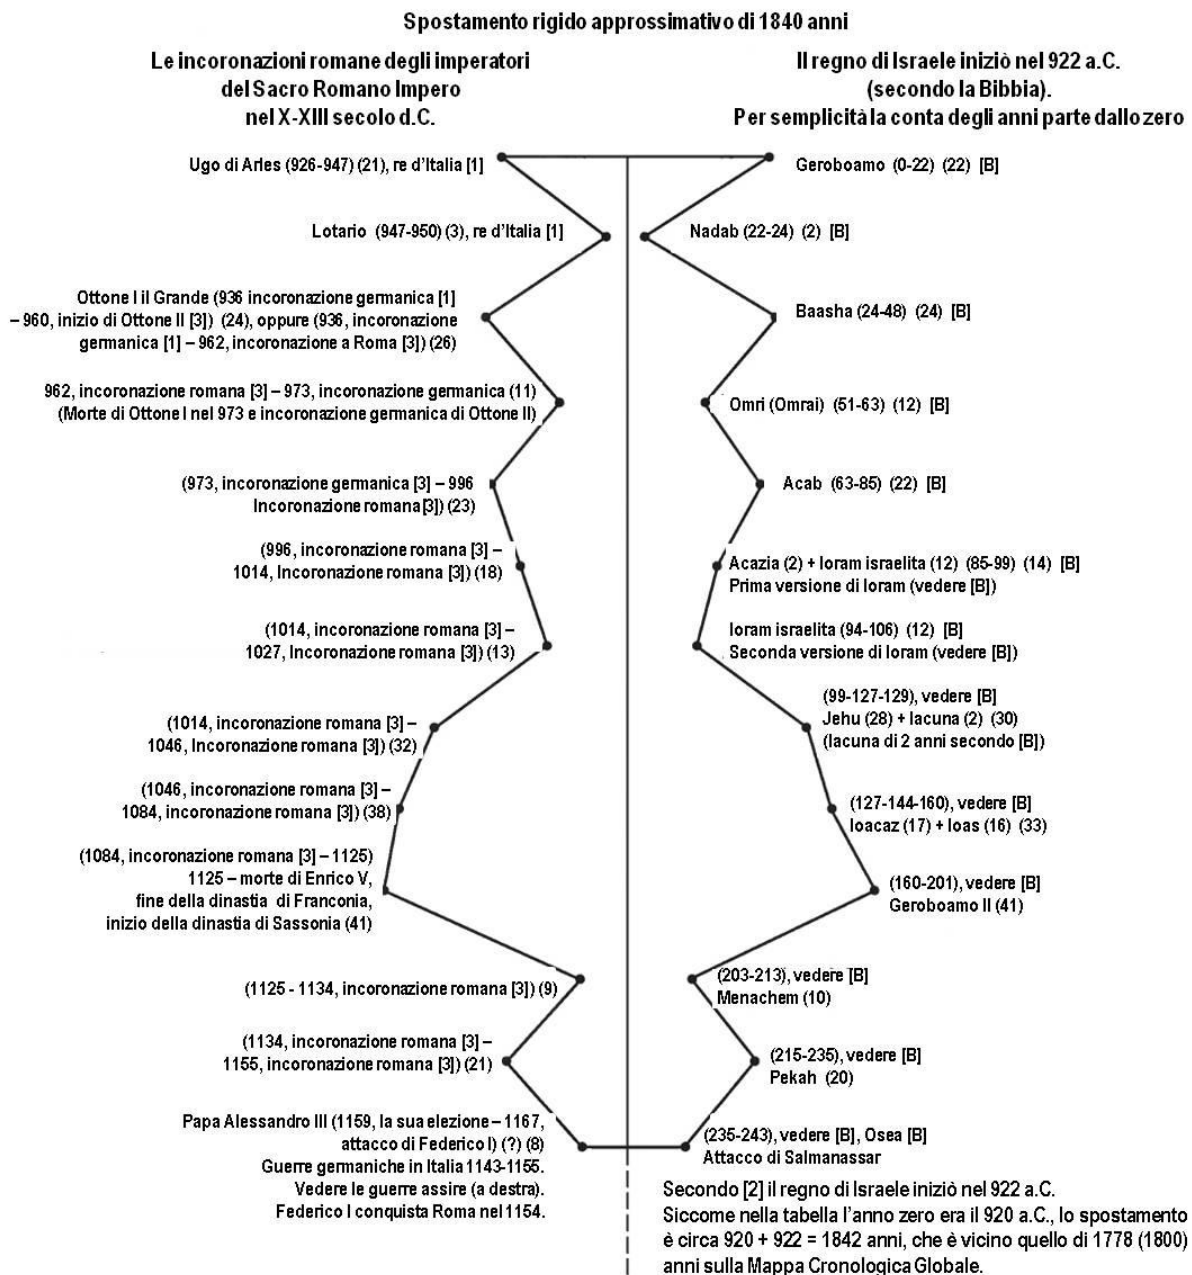 Spostamento rigido approssimativo di 1840 anni
Le incoronazioni romane degli imperatori
del Sacro Romano Impero
nel X-XIII secolo d.C.
Il regno di Israele iniziò nel 922 a.C.
(secondo la Bibbia).
Per semplicità la conta degli anni parte dallo zero
Ugo di Arles (926-947) (21), re d'Italia [1]
Geroboamo (0-22) (22) [B]
Lotario (947-950) (3), re d'Italia [1]
Nadab (22-24) (2) [B]
Ottone I il Grande (936 incoronazione germanica [1]
– 960, inizio di Ottone II [3]) (24), oppure (936, incoronazione
germanica [1] – 962, incoronazione a Roma [3]) (26)
Baasha (24-48) (24) [B]
962, incoronazione romana [3] – 973, incoronazione germanica (11)
(Morte di Ottone I nel 973 e incoronazione germanica di Ottone II)
Omri (Omrai) (51-63) (12) [B]
(973, incoronazione germanica [3] – 996
Incoronazione romana[3]) (23)
Acab (63-85) (22) [B]
(996, incoronazione romana [3] –
1014, Incoronazione romana [3]) (18)
Acazia (2) + Ioram israelita (12) (85-99) (14) [B]
Prima versione di Ioram (vedere [B])
(1014, incoronazione romana [3] –
1027, Incoronazione romana [3]) (13)
Ioram israelita (94-106) (12) [B]
Seconda versione di Ioram (vedere [B])
(1014, incoronazione romana [3] –
1046, Incoronazione romana [3]) (32)
(99-127-129), vedere [B]
Jehu (28) + lacuna (2) (30)
(lacuna di 2 anni secondo [B])
(1046, incoronazione romana [3] –
1084, incoronazione romana [3]) (38)
(127-144-160), vedere [B]
Ioacaz (17) + Ioas (16) (33)
(1084, incoronazione romana [3] – 1125)
1125 – morte di Enrico V,
fine della dinastia di Franconia,
inizio della dinastia di Sassonia (41)
(160-201), vedere [B]
Geroboamo II (41)
(1125 - 1134, incoronazione romana [3]) (9)
(203-213), vedere [B]
Menachem (10)
(1134, incoronazione romana [3] –
1155, incoronazione romana [3]) (21)
(215-235), vedere [B]
Pekah (20)
Papa Alessandro III (1159, la sua elezione – 1167,
attacco di Federico I) (?) (8)
Guerre germaniche in Italia 1143-1155.
Vedere le guerre assire (a destra).
Federico I conquista Roma nel 1154.
(235-243), vedere [B], Osea [B]
Attacco di Salmanassar
Secondo [2] il regno di Israele iniziò nel 922 a.C.
Siccome nella tabella l'anno zero era il 920 a.C., lo spostamento
è circa 920 + 922 = 1842 anni, che è vicino quello di 1778 (1800)
anni sulla Mappa Cronologica Globale.